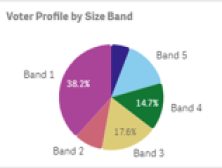 Voter Profile by Size Band
Band 5
Band 1
38.2%
14.7%
Band 4
17.6%
Band 2
Band 3